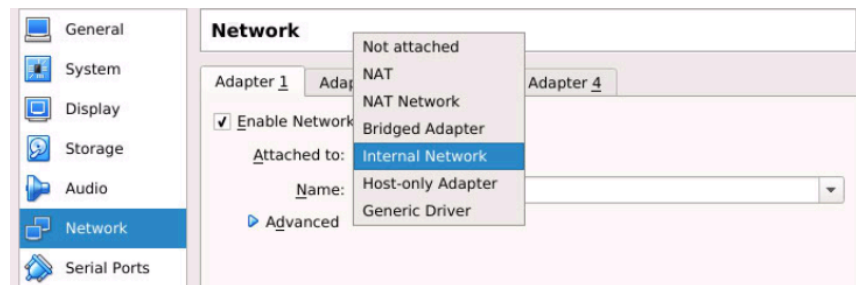 General
System
Display
Storage
Audio
Network
Serial Ports
Network
Adapter 1
Adap
Adapter 4
Enable Network
Attached to:
Name:
Advanced
Not attached
NAT
NAT Network
Bridged Adapter
Internal Network
Host-only Adapter
Generic Driver